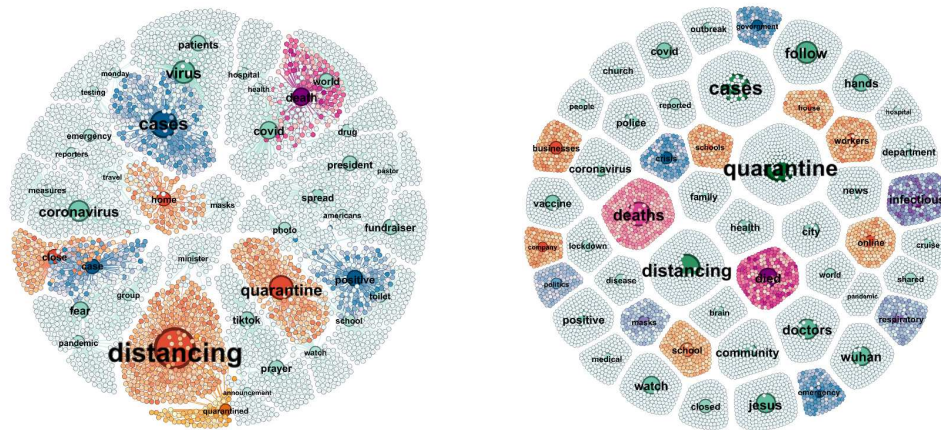 patients
virus
monday
testing
hospital
health
world
death
cases
covid
drug
emergency
reporters
president
pastor
travel
measures
home
masks
spread
coronavirus
americans
fundraiser
photo
close
case
minister
positive
quarantine
toilet
group
fear
tiktok
school
pandemic
distancing
watch
prayer
announcement
quarantined
government
outbreak
covid
follow
church
cases
hands
people
reported
house
hospital
police
businesses
crisis
schools
workers
department
coronavirus
quarantine
news
vaccine
family
infectious
deaths
health
city
company
lockdown
online
cruise
distancing
died
world
shared
politics
disease
pandemic
positive
masks
brain
respiratory
doctors
school
community
wuhan
medical
watch
emergency
closed
jesus